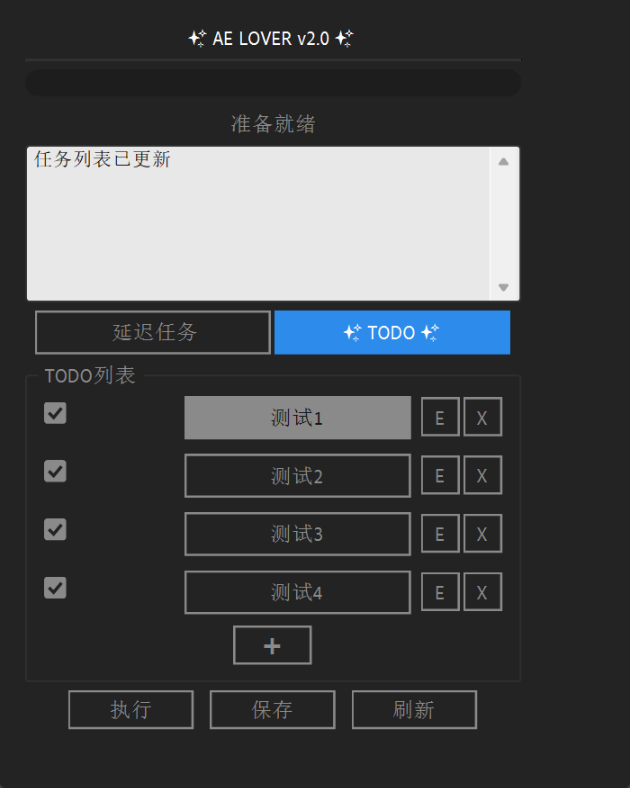 ✨ AE LOVER v2.0 ✨
准备就绪
任务列表已更新
延迟任务
✨ TODO ✨
TODO列表
测试1 E X
测试2 E X
测试3 E X
测试4 E X
+
执行 保存 刷新